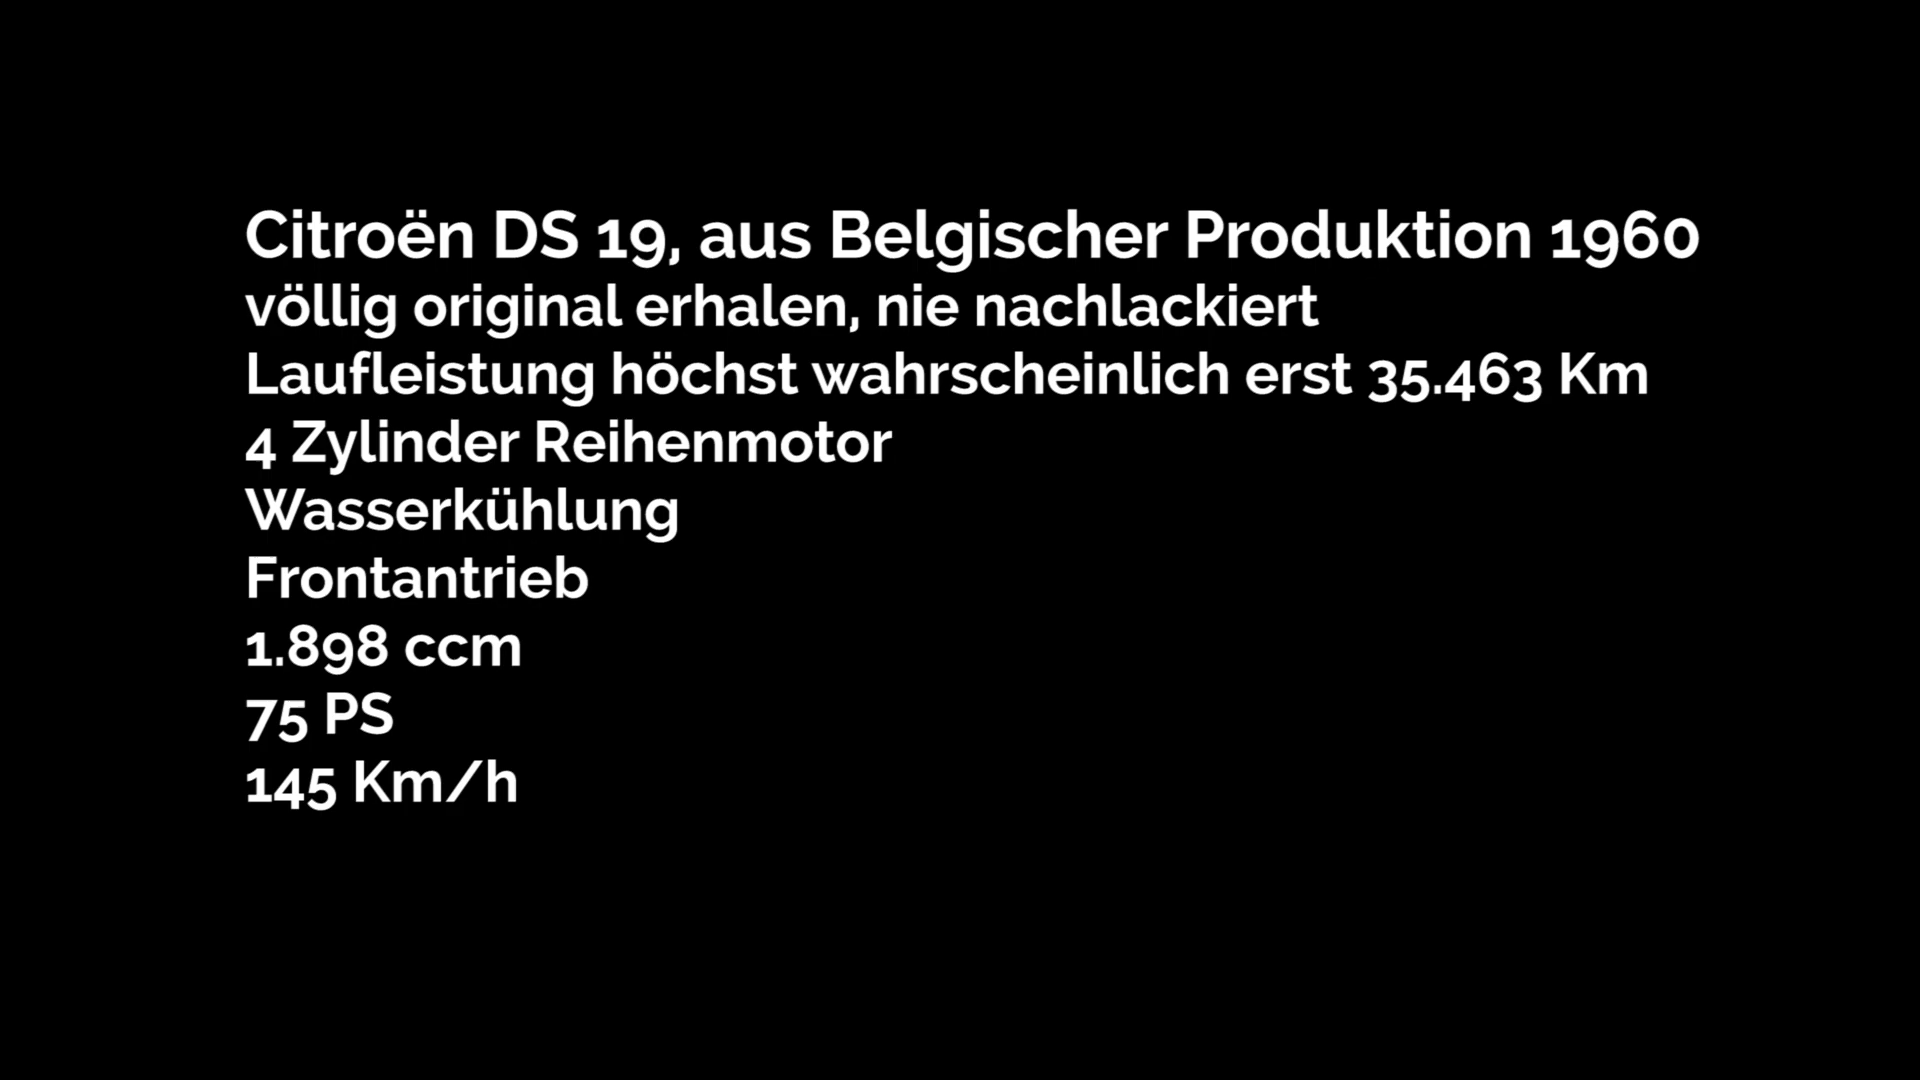 Citroën DS 19, aus Belgischer Produktion 1960
völlig original erhalen, nie nachlackiert
Laufleistung höchst wahrscheinlich erst 35.463 Km
4 Zylinder Reihenmotor
Wasserkühlung
Frontantrieb
1.898 ccm
75 PS
145 Km/h